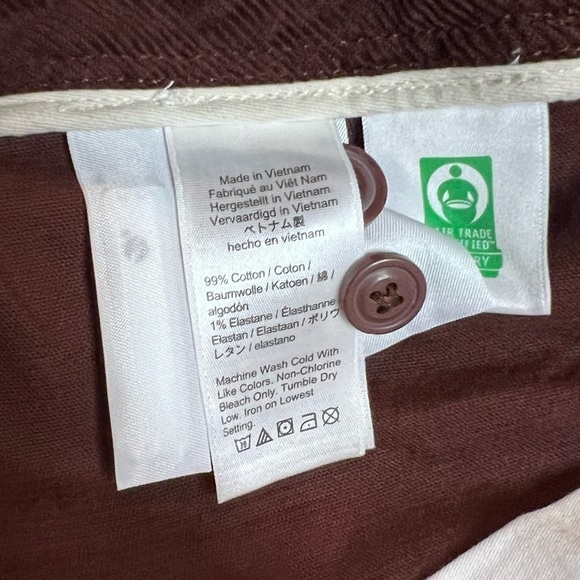 Made in Vietnam
Fabriqué au Viêt Nam
Hergestellt in Vietnam
Vervaardigd in Vietnam
ベトナム製
hecho en vietnam
99% Cotton / Coton /
Baumwolle / Katoen / 綿 /
algodón
1% Elastane / Élasthanne
Elastan / Elastaan / ポリウ
レタン / elastano
Machine Wash Cold With
Like Colors. Non-Chlorine
Bleach Only. Tumble Dry
Low. Iron on Lowest
Setting.
TRADE